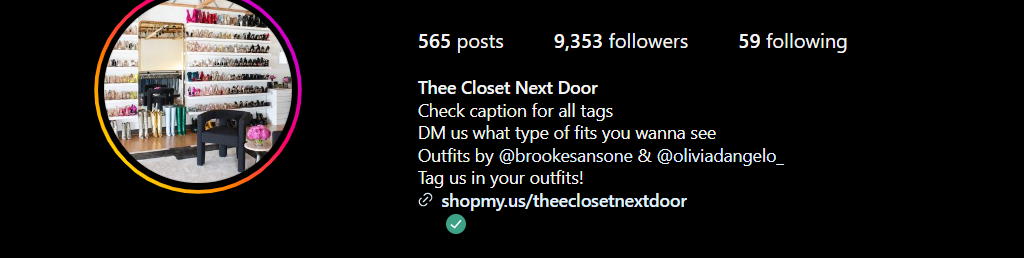 565 posts 9,353 followers 59 following
Thee Closet Next Door
Check caption for all tags
DM us what type of fits you wanna see
Outfits by @brookesansone & @oliviadangelo_
Tag us in your outfits!
shopmy.us/theeclosetnextdoor